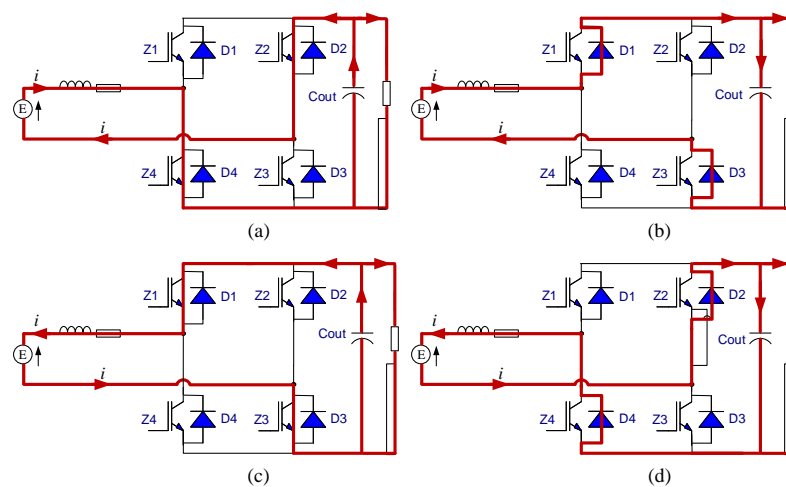 Z1 D1 Z2 D2
i
Cout
E
i
Z4 D4 Z3 D3
(a)
Z1 D1 Z2 D2
i
Cout
E
i
Z4 D4 Z3 D3
(b)
Z1 D1 Z2 D2
i
Cout
E
i
Z4 D4 Z3 D3
(c)
Z1 D1 Z2 D2
i
Cout
E
i
Z4 D4 Z3 D3
(d)